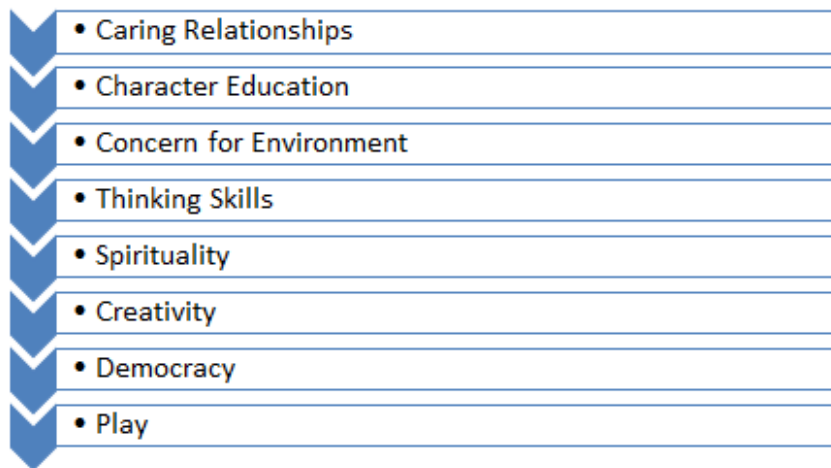 • Caring Relationships
• Character Education
• Concern for Environment
• Thinking Skills
• Spirituality
• Creativity
• Democracy
• Play